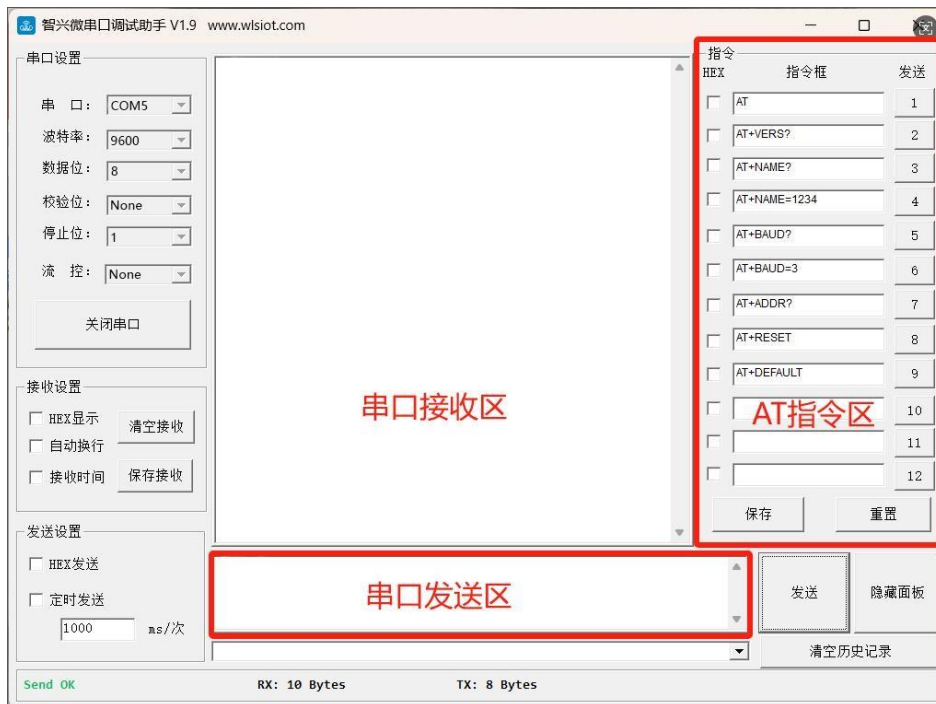 智兴微串口调试助手 V1.9 www.wlsiot.com
串口设置
串 口: COM5
波特率: 9600
数据位: 8
校验位: None
停止位: 1
流 控: None
关闭串口
接收设置
HEX显示
清空接收
自动换行
接收时间
保存接收
发送设置
HEX发送
定时发送
1000 ms/次
串口接收区
串口发送区
指令
HEX 指令框 发送
AT 1
AT+VERS? 2
AT+NAME? 3
AT+NAME=1234 4
AT+BAUD? 5
AT+BAUD=3 6
AT+ADDR? 7
AT+RESET 8
AT+DEFAULT 9
AT指令区 10
11
12
保存 重置
发送 隐藏面板
清空历史记录
Send OK RX: 10 Bytes TX: 8 Bytes